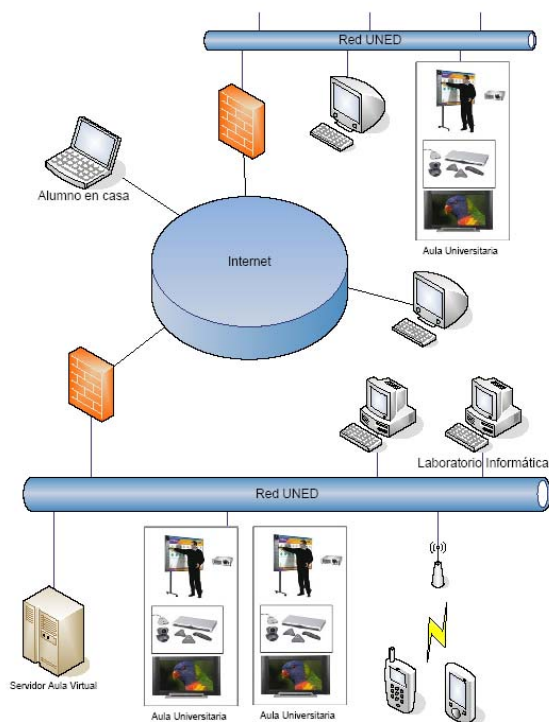 Red UNED
Alumno en casa
Aula Universitaria
Internet
Laboratorio Informática
Red UNED
Servidor Aula Virtual
Aula Universitaria
Aula Universitaria